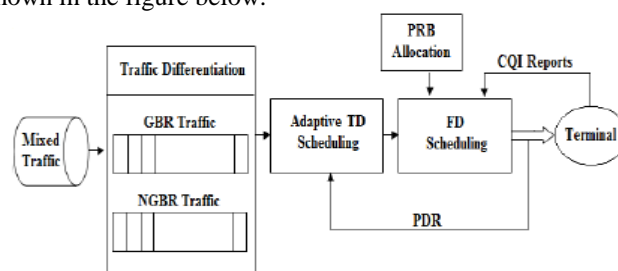 nown in the figure below.
PRB
Allocation
CQI Reports
Traffic Differentiation
GBR Traffic
Mixed
Traffic
Adaptive TD
Scheduling
FD
Scheduling
Terminal
NGBR Traffic
PDR